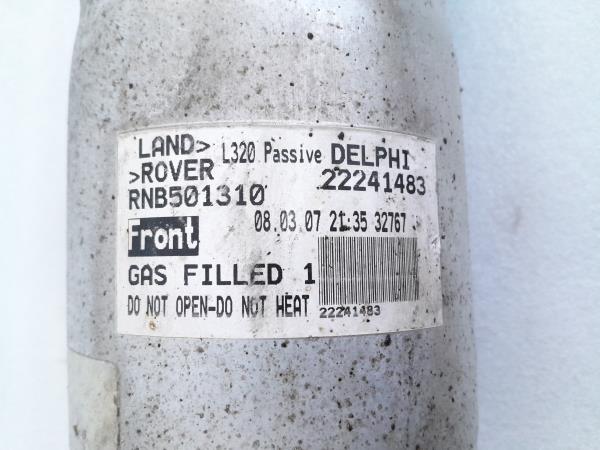 LAND> L320 Passive DELPHI
>ROVER 22241483
RNB501310
Front 08.03.07 21:35 32767
GAS FILLED 1
DO NOT OPEN-DO NOT HEAT 22241483